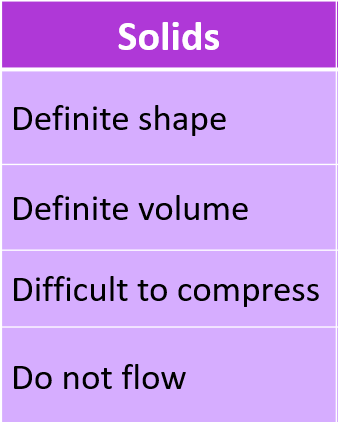 Solids
Definite shape
Definite volume
Difficult to compress
Do not flow